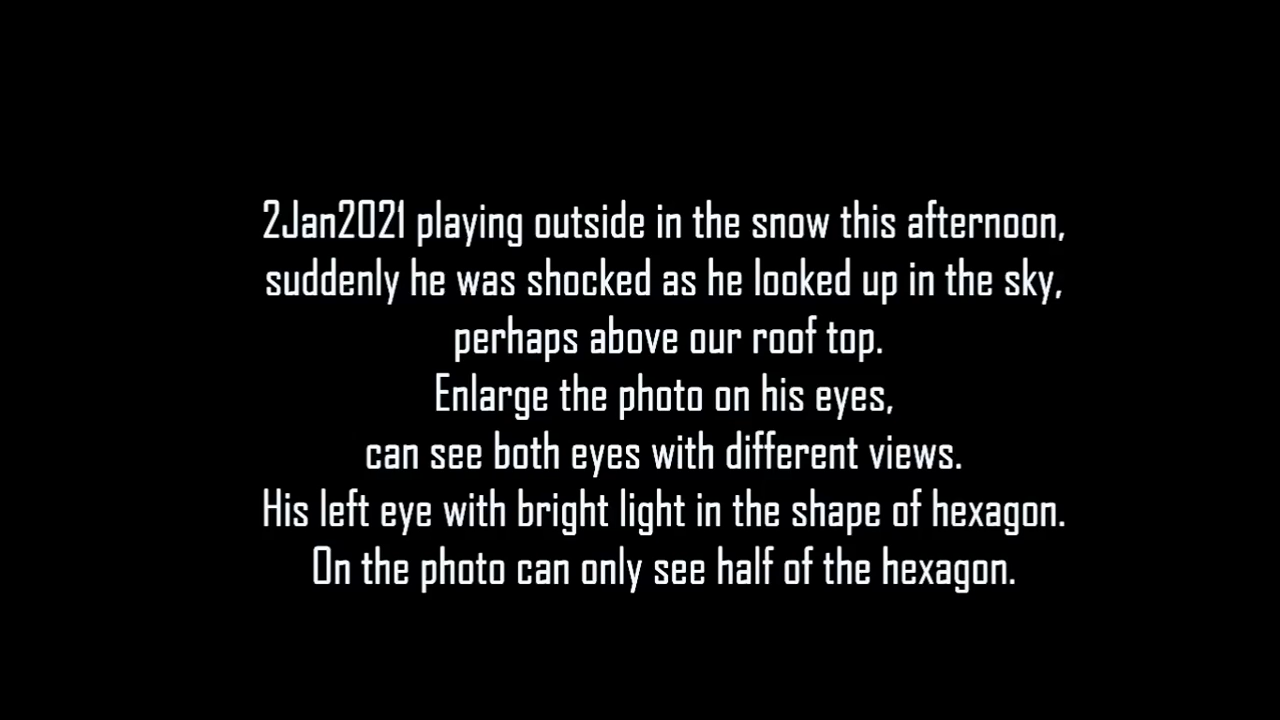 2Jan2021 playing outside in the snow this afternoon,
suddenly he was shocked as he looked up in the sky,
perhaps above our roof top.
Enlarge the photo on his eyes,
can see both eyes with different views.
His left eye with bright light in the shape of hexagon.
On the photo can only see half of the hexagon.